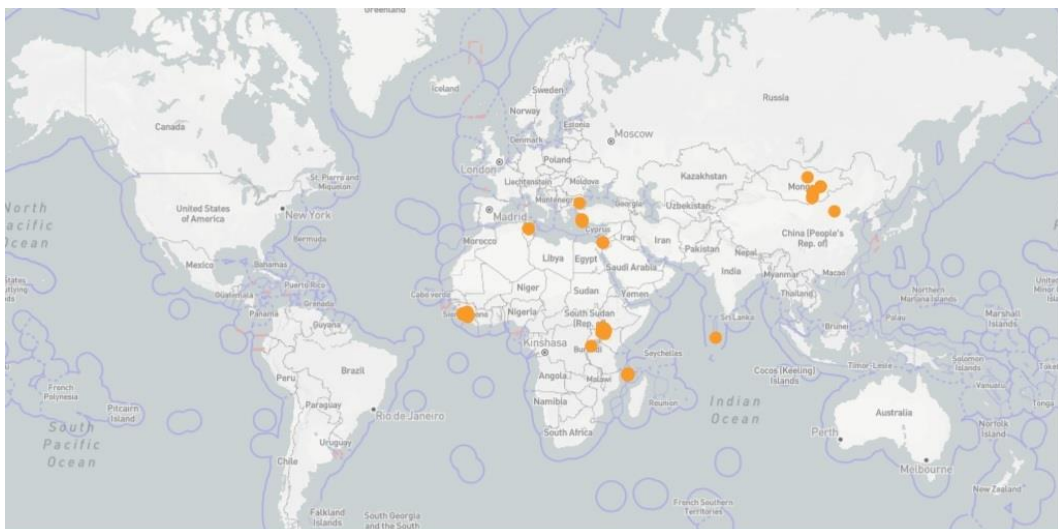 Greenland
Iceland
Sweden
Norway
Russia
Estonia
Moscow
Denmark
Canada
London
Poland
Liechtenstein
Moldova
Kazakhstan
Montenegro
Georgia
Uzbekistan
St. Pierre and
Miquelon
United States
of America
New York
Madrid
Cyprus
North
Pacific
Ocean
Bermuda
Morocco
Iraq
Iran
Pakistan
Nepal
China (People's
Rep. of)
Libya
Egypt
Saudi Arabia
India
Myanmar
Macao
Mexico
Bahamas
Cabo verde
Niger
Sudan
Yemen
Thailand
Northern
Mariana Islands
Guatemala
Puerto Rico
Grenada
Panama
Guyana
Nigeria
South Sudan
(Rep.
Sri Lanka
Brunei
Palau
Marshall
Islands
Kinshasa
Seychelles
Cocos (Keeling)
Islands
Timor-Leste
Solomon
Islands
Vanuatu
Tonga
French
Polynesia
Pitcairn
Island
Peru
Brazil
Angola
Malawi
Namibia
Reunion
Indian
Ocean
Paraguay
Rio de Janeiro
South Africa
Australia
Perth
Norfolk
Island
South
Pacific
Ocean
Uruguay
Chile
Melbourne
New Zealand
Falkland
Islands
South Georgia
and the South
French Southern
Territories